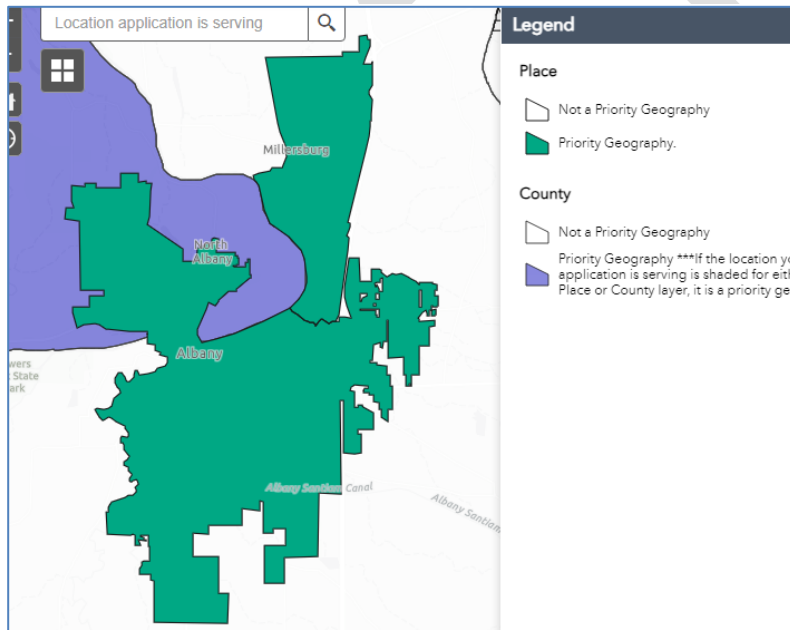 Location application is serving
Legend
Place
Not a Priority Geography
Priority Geography.
County
Not a Priority Geography
Priority Geography ***If the location yo
application is serving is shaded for eith
Place or County layer, it is a priority ge
Millersburg
North
Albany
Albany
State
Albany Santiam Canal
Albany Santiam